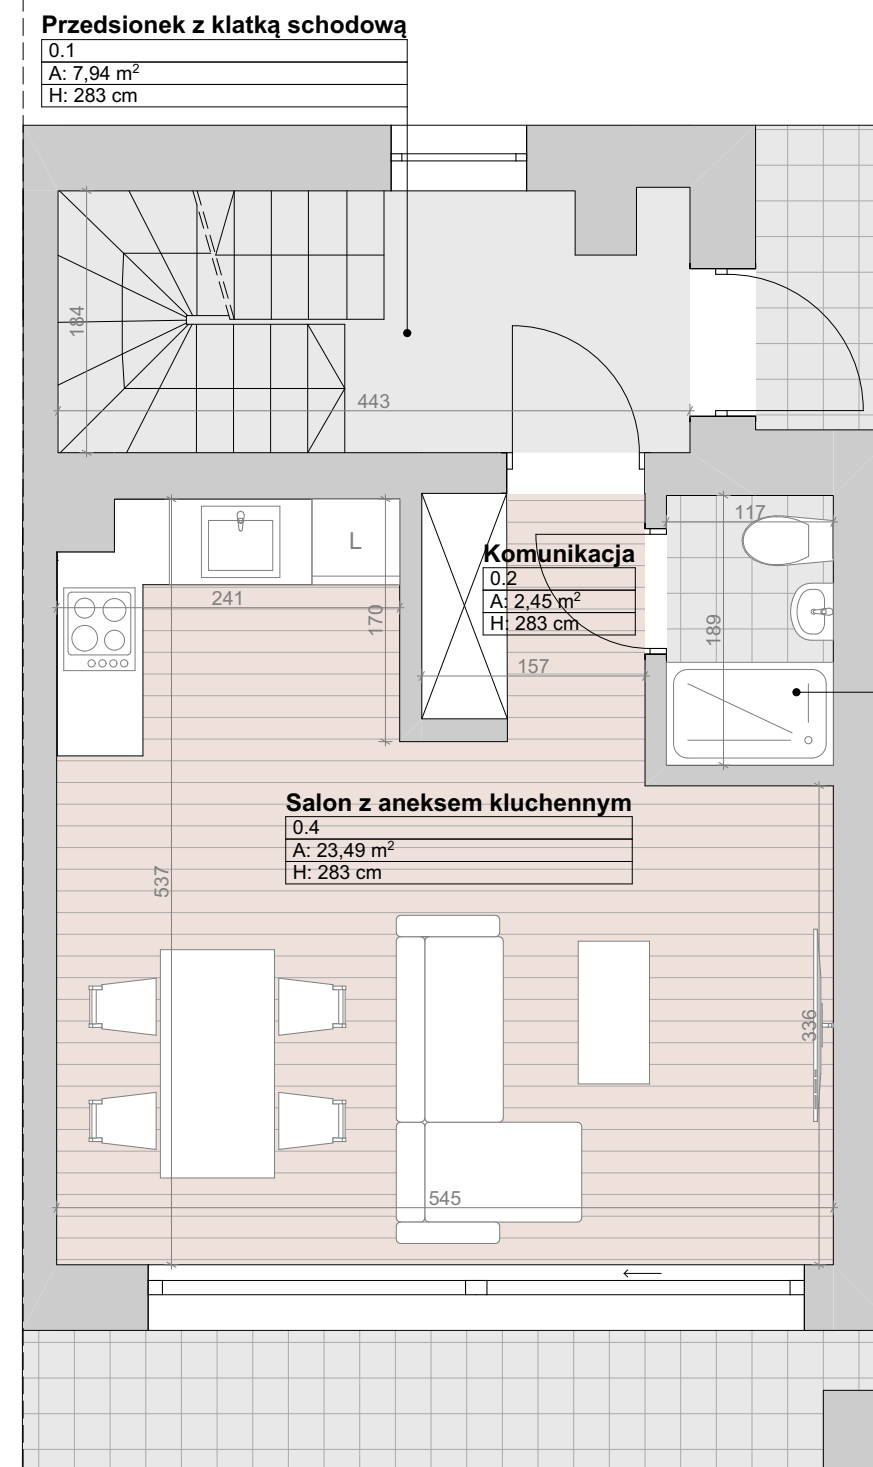 Przedsionek z klatką schodową
0.1
A: 7,94 m²
H: 283 cm
184
443
L
117
241
170
Komunikacja
0.2
A: 2,45 m²
H: 283 cm
189
157
Salon z aneksem kluchennym
0.4
A: 23,49 m²
H: 283 cm
537
336
545